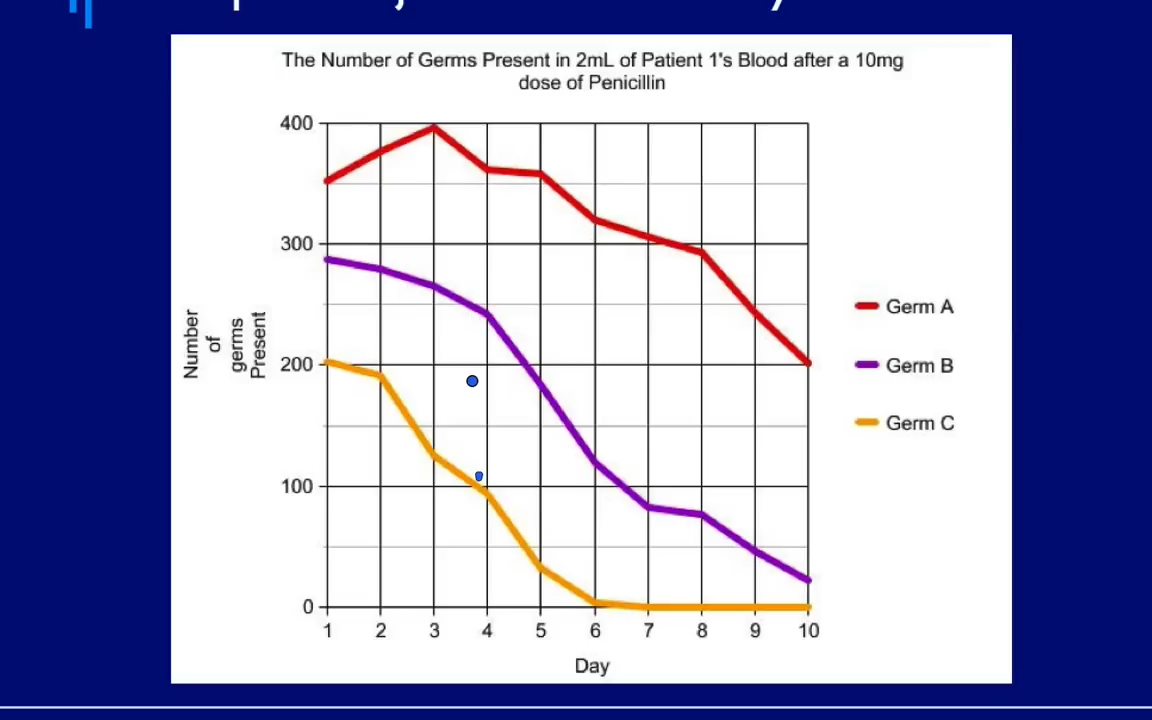 The Number of Germs Present in 2mL of Patient 1's Blood after a 10mg
dose of Penicillin
400
300
200
100
0
Number
of
germs
Present
1 2 3 4 5 6 7 8 9 10
Day
Germ A
Germ B
Germ C